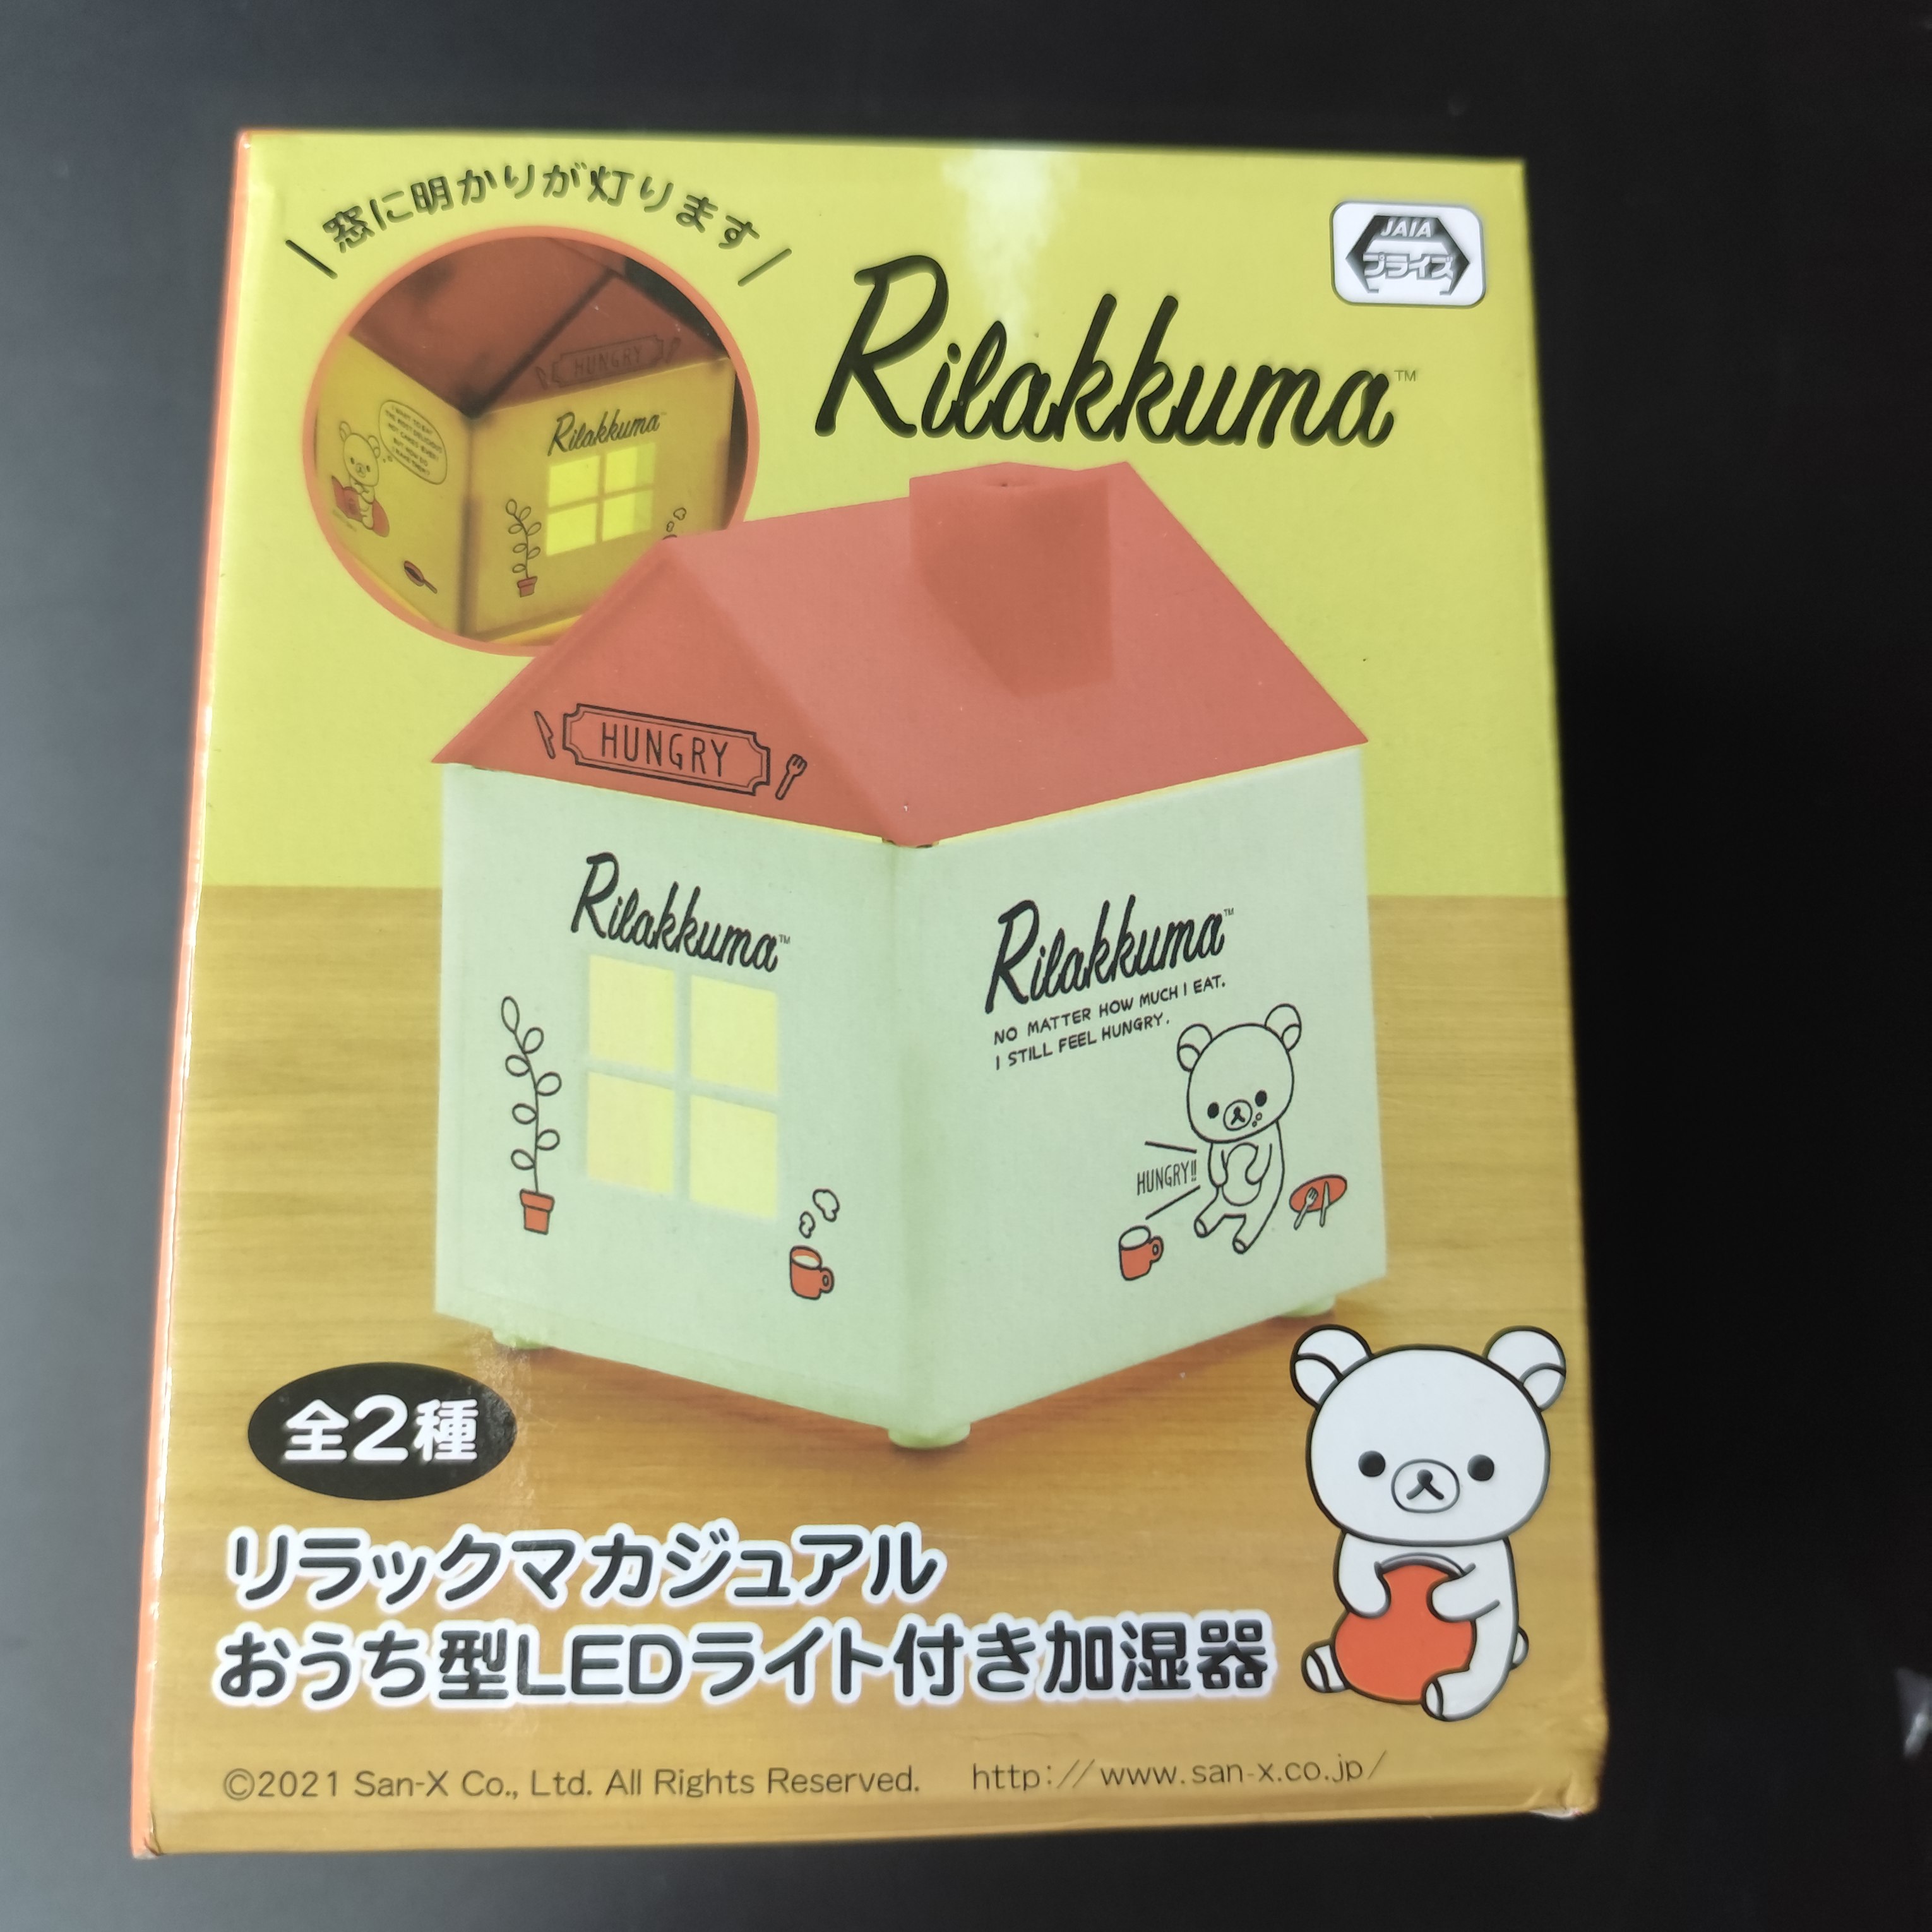 窓に明かりが灯ります
JAIA
プライズ
Rilakkuma™
HUNGRY
Rilakkuma
HUNGRY
Rilakkuma™
Rilakkuma™
NO MATTER HOW MUCH I EAT.
I STILL FEEL HUNGRY.
HUNGRY!!
全2種
リラックマカジュアル
おうち型LEDライト付き加湿器
©2021 San-X Co., Ltd. All Rights Reserved. http://www.san-x.co.jp/